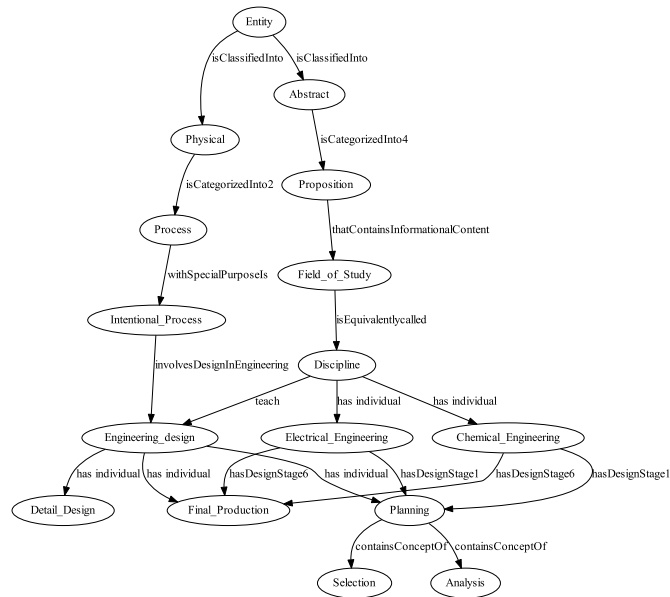 Entity
isClassifiedInto
isClassifiedInto
Abstract
Physical
isCategorizedInto4
isCategorizedInto2
Proposition
Process
thatContainsInformationalContent
withSpecialPurposeIs
Field_of_Study
Intentional_Process
isEquivalentlycalled
involvesDesignInEngineering
Discipline
teach
has individual
has individual
Engineering_design
Electrical_Engineering
Chemical_Engineering
has individual
has individual
hasDesignStage6
has individual
hasDesignStage1
hasDesignStage6
hasDesignStage1
Detail_Design
Final_Production
Planning
containsConceptOf
containsConceptOf
Selection
Analysis